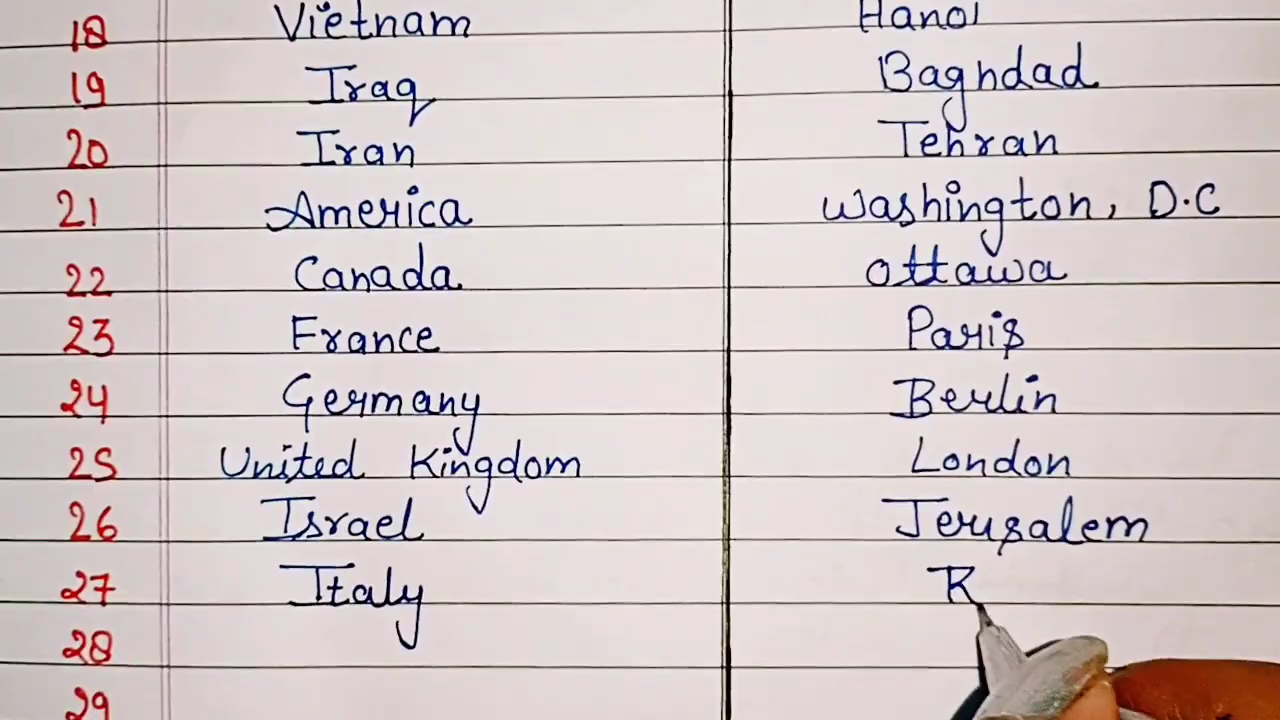 18 Vietnam Hanoi
19 Iraq Baghdad
20 Iran Tehran
21 America Washington, D.C
22 Canada Ottawa
23 France Paris
24 Germany Berlin
25 United Kingdom London
26 Israel Jerusalem
27 Italy R
28
29